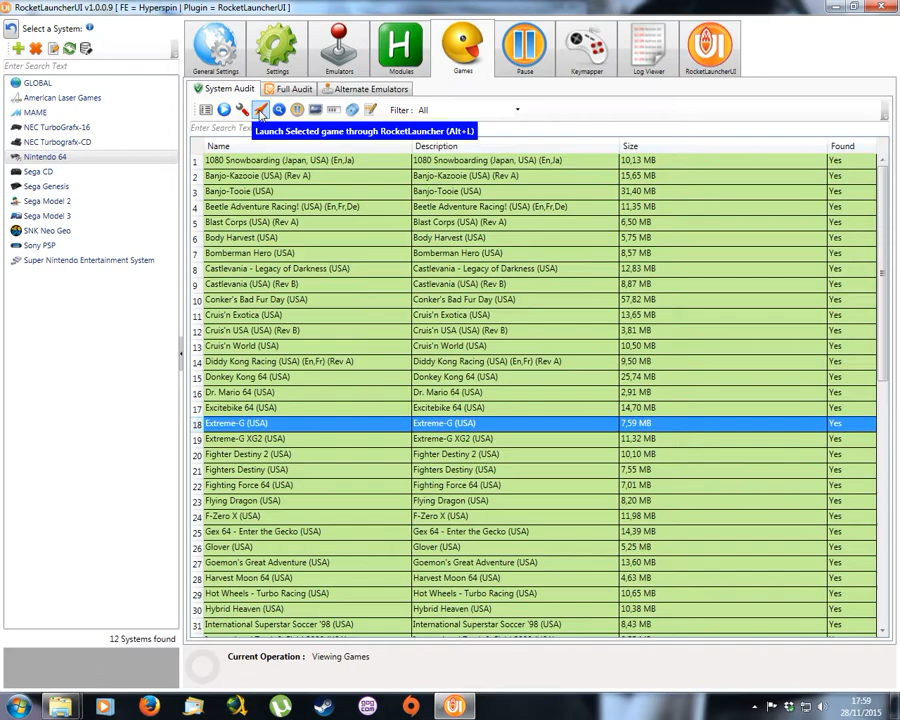 RocketLauncherUI v1.0.0.9 [ FE = Hyperspin | Plugin = RocketLauncher ]
Select a System:
Enter Search Text
GLOBAL
American Laser Games
MAME
NEC TurboGrafx-16
NEC Turbografx-CD
Nintendo 64
Sega CD
Sega Genesis
Sega Model 2
Sega Model 3
SNK Neo Geo
Sony PSP
Super Nintendo Entertainment System
12 Systems found
General Settings
Settings
Emulators
Modules
Games
Pause
Keymapper
Log Viewer
RocketLauncherUI
System Audit
Full Audit
Alternate Emulators
Filter : All
Enter Search Text
Launch Selected game through RocketLauncher (Alt+L)
Name Description Size Found
1 1080 Snowboarding (Japan, USA) (En,Ja) 1080 Snowboarding (Japan, USA) (En,Ja) 10,13 MB Yes
2 Banjo-Kazooie (USA) (Rev A) Banjo-Kazooie (USA) (Rev A) 15,65 MB Yes
3 Banjo-Tooie (USA) Banjo-Tooie (USA) 31,40 MB Yes
4 Beetle Adventure Racing! (USA) (En,Fr,De) Beetle Adventure Racing! (USA) (En,Fr,De) 11,35 MB Yes
5 Blast Corps (USA) (Rev A) Blast Corps (USA) (Rev A) 6,50 MB Yes
6 Body Harvest (USA) Body Harvest (USA) 5,75 MB Yes
7 Bomberman Hero (USA) Bomberman Hero (USA) 8,57 MB Yes
8 Castlevania - Legacy of Darkness (USA) Castlevania - Legacy of Darkness (USA) 12,83 MB Yes
9 Castlevania (USA) (Rev B) Castlevania (USA) (Rev B) 8,87 MB Yes
10 Conker's Bad Fur Day (USA) Conker's Bad Fur Day (USA) 57,82 MB Yes
11 Cruis'n Exotica (USA) Cruis'n Exotica (USA) 13,65 MB Yes
12 Cruis'n USA (USA) (Rev B) Cruis'n USA (USA) (Rev B) 3,81 MB Yes
13 Cruis'n World (USA) Cruis'n World (USA) 10,50 MB Yes
14 Diddy Kong Racing (USA) (En,Fr) (Rev A) Diddy Kong Racing (USA) (En,Fr) (Rev A) 9,50 MB Yes
15 Donkey Kong 64 (USA) Donkey Kong 64 (USA) 25,74 MB Yes
16 Dr. Mario 64 (USA) Dr. Mario 64 (USA) 2,91 MB Yes
17 Excitebike 64 (USA) Excitebike 64 (USA) 14,70 MB Yes
18 Extreme-G (USA) Extreme-G (USA) 7,59 MB Yes
19 Extreme-G XG2 (USA) Extreme-G XG2 (USA) 11,32 MB Yes
20 Fighter Destiny 2 (USA) Fighter Destiny 2 (USA) 10,10 MB Yes
21 Fighters Destiny (USA) Fighters Destiny (USA) 7,55 MB Yes
22 Fighting Force 64 (USA) Fighting Force 64 (USA) 7,01 MB Yes
23 Flying Dragon (USA) Flying Dragon (USA) 8,20 MB Yes
24 F-Zero X (USA) F-Zero X (USA) 11,98 MB Yes
25 Gex 64 - Enter the Gecko (USA) Gex 64 - Enter the Gecko (USA) 14,39 MB Yes
26 Glover (USA) Glover (USA) 5,25 MB Yes
27 Goemon's Great Adventure (USA) Goemon's Great Adventure (USA) 13,60 MB Yes
28 Harvest Moon 64 (USA) Harvest Moon 64 (USA) 4,63 MB Yes
29 Hot Wheels - Turbo Racing (USA) Hot Wheels - Turbo Racing (USA) 10,65 MB Yes
30 Hybrid Heaven (USA) Hybrid Heaven (USA) 10,38 MB Yes
31 International Superstar Soccer '98 (USA) International Superstar Soccer '98 (USA) 8,43 MB Yes
Current Operation : Viewing Games
17:59
28/11/2015